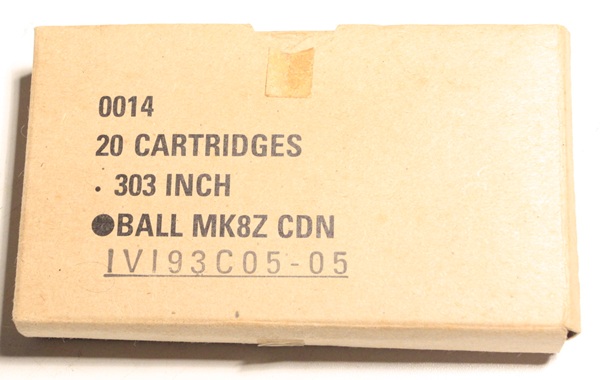 0014
20 CARTRIDGES
. 303 INCH
●BALL MK8Z CDN
IVI93C05-05